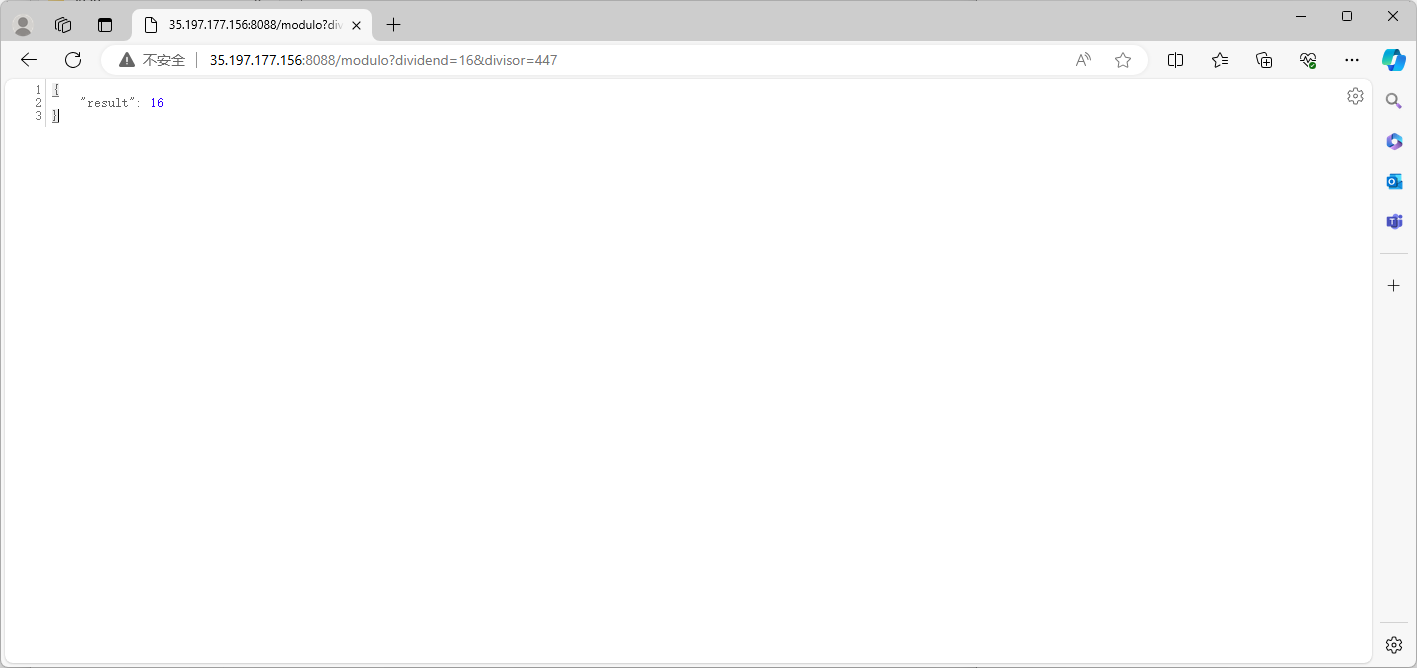 35.197.177.156:8088/modulo?div
不安全 35.197.177.156:8088/modulo?dividend=16&divisor=447
1 {
2 "result": 16
3 }